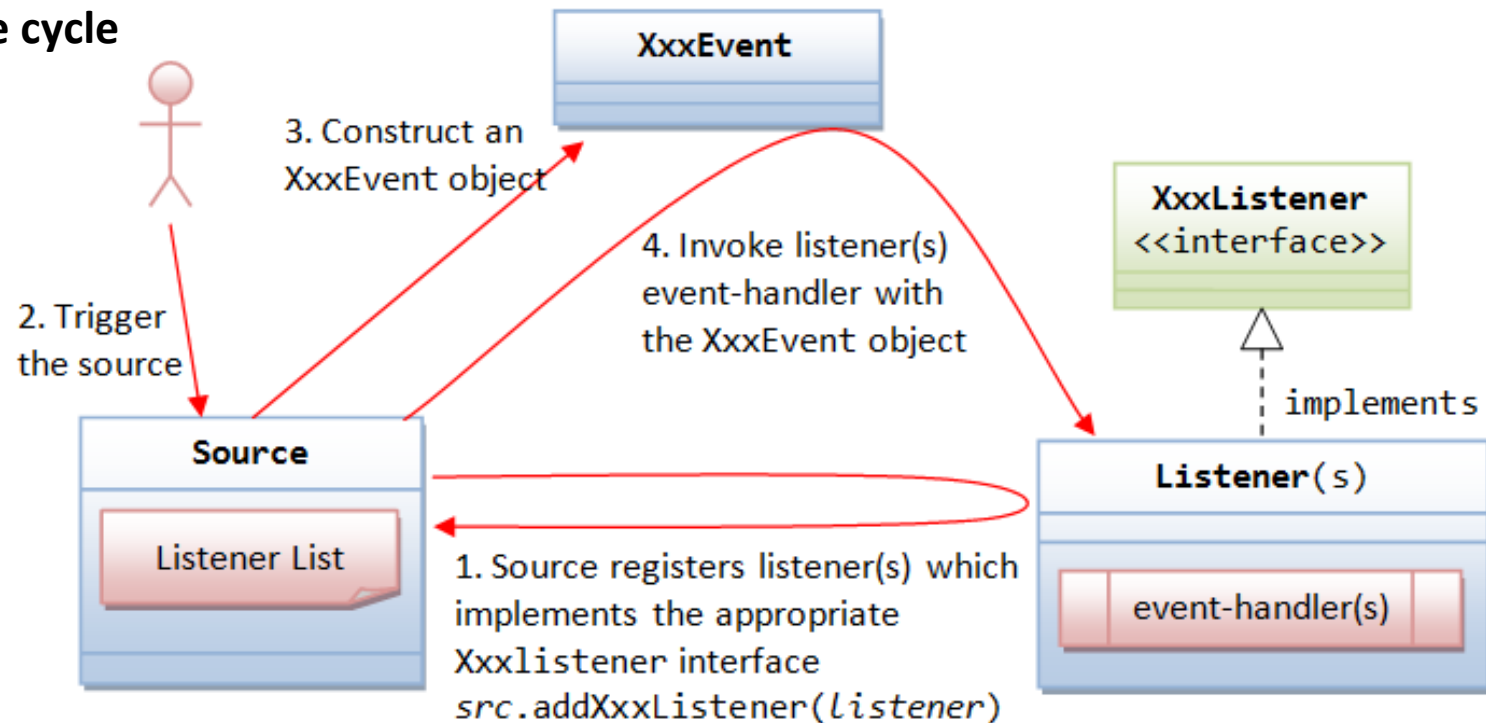 e cycle
XxxEvent
3. Construct an
XxxEvent object
XxxListener
<<interface>>
4. Invoke listener(s)
event-handler with
the XxxEvent object
2. Trigger
the source
implements
Source
Listener(s)
Listener List
event-handler(s)
1. Source registers listener(s) which
implements the appropriate
Xxxlistener interface
src.addXxxListener(listener)